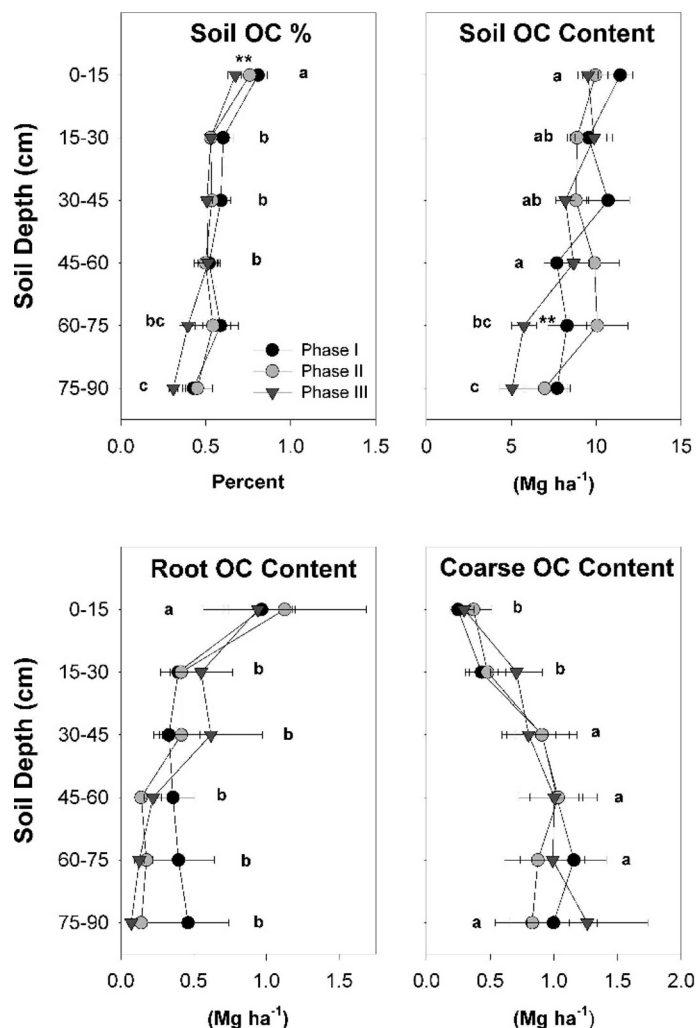 Soil OC %
Soil Depth (cm)
0-15
15-30
30-45
45-60
60-75
75-90
**
a
b
b
b
bc
c
Phase I
Phase II
Phase III
0.0 0.5 1.0 1.5
Percent
Soil OC Content
a
ab
ab
a
bc
**
c
0 5 10 15
(Mg ha⁻¹)
Root OC Content
Soil Depth (cm)
0-15
15-30
30-45
45-60
60-75
75-90
a
b
b
b
b
b
0.0 0.5 1.0 1.5
(Mg ha⁻¹)
Coarse OC Content
b
b
a
a
a
a
0.0 0.5 1.0 1.5 2.0
(Mg ha⁻¹)